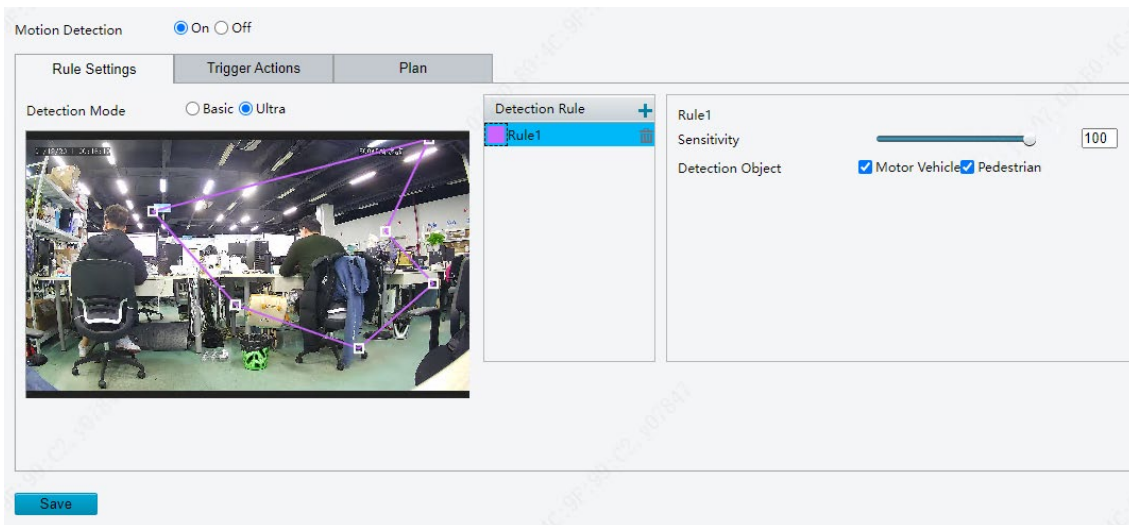 Motion Detection On Off
Rule Settings Trigger Actions Plan
Detection Mode Basic Ultra
Detection Rule +
Rule1
Rule1
Sensitivity 100
Detection Object Motor Vehicle Pedestrian
Save